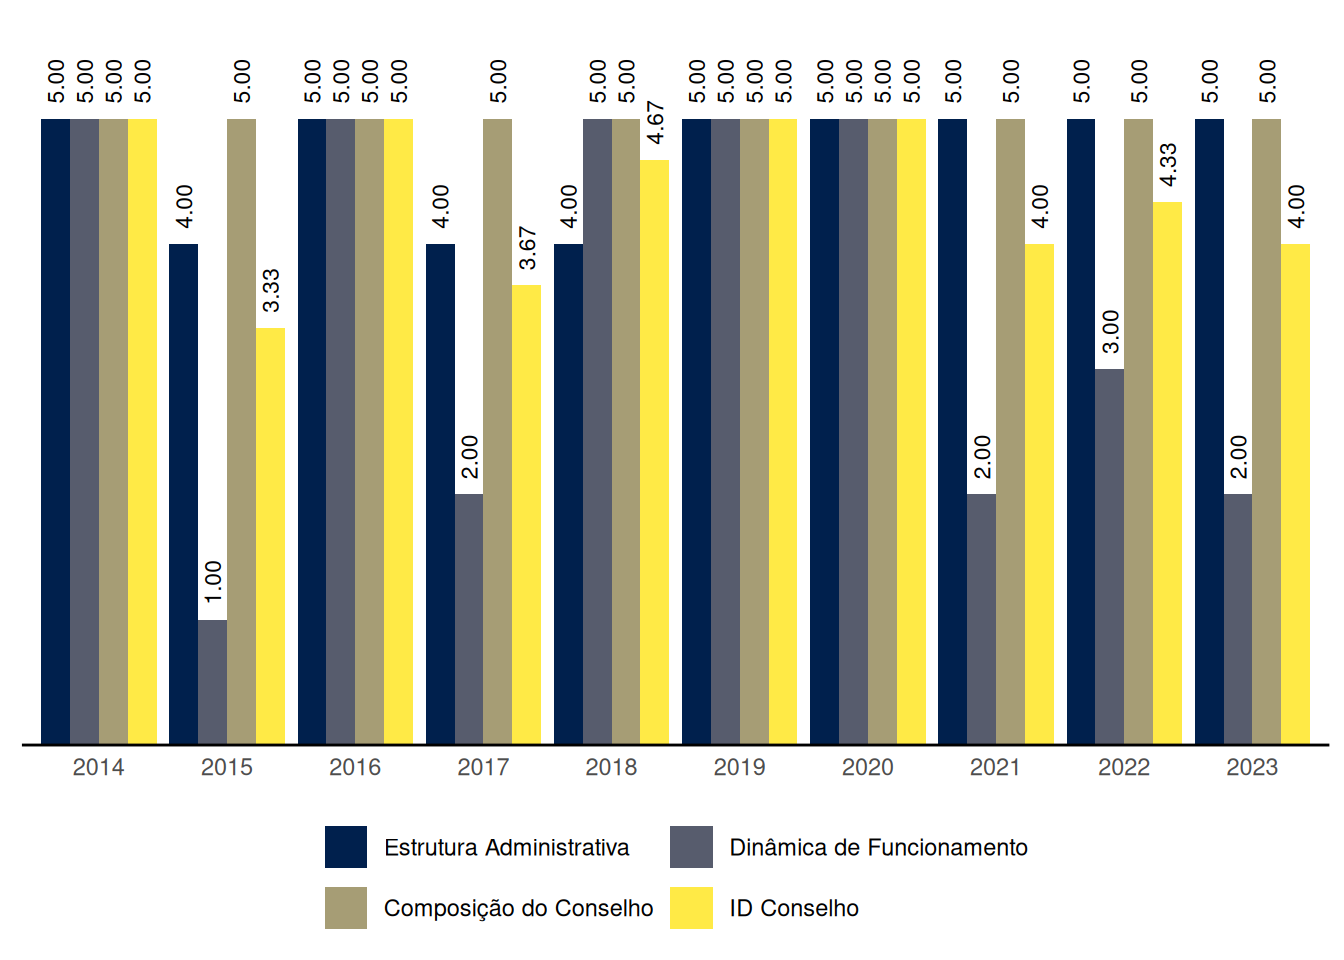 5.00 5.00 5.00 5.00 4.00 1.00 5.00 3.33 5.00 5.00 5.00 5.00 4.00 2.00 5.00 3.67 4.00 5.00 5.00 4.67 5.00 5.00 5.00 5.00 5.00 5.00 5.00 5.00 5.00 2.00 5.00 4.00 5.00 3.00 5.00 4.33 5.00 2.00 5.00 4.00
2014 2015 2016 2017 2018 2019 2020 2021 2022 2023
Estrutura Administrativa Dinâmica de Funcionamento
Composição do Conselho ID Conselho